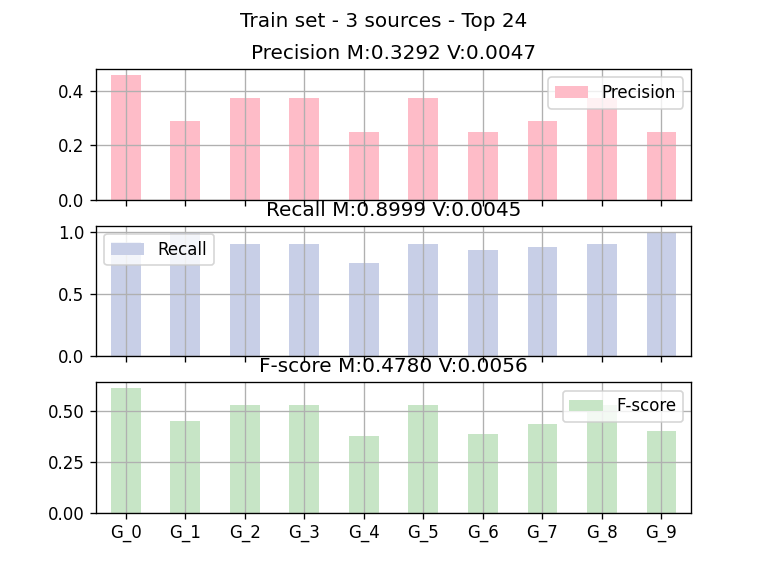 Train set - 3 sources - Top 24
Precision M:0.3292 V:0.0047
0.4
0.2
0.0
Precision
Recall M:0.8999 V:0.0045
1.0
0.5
0.0
Recall
F-score M:0.4780 V:0.0056
0.50
0.25
0.00
F-score
G_0 G_1 G_2 G_3 G_4 G_5 G_6 G_7 G_8 G_9